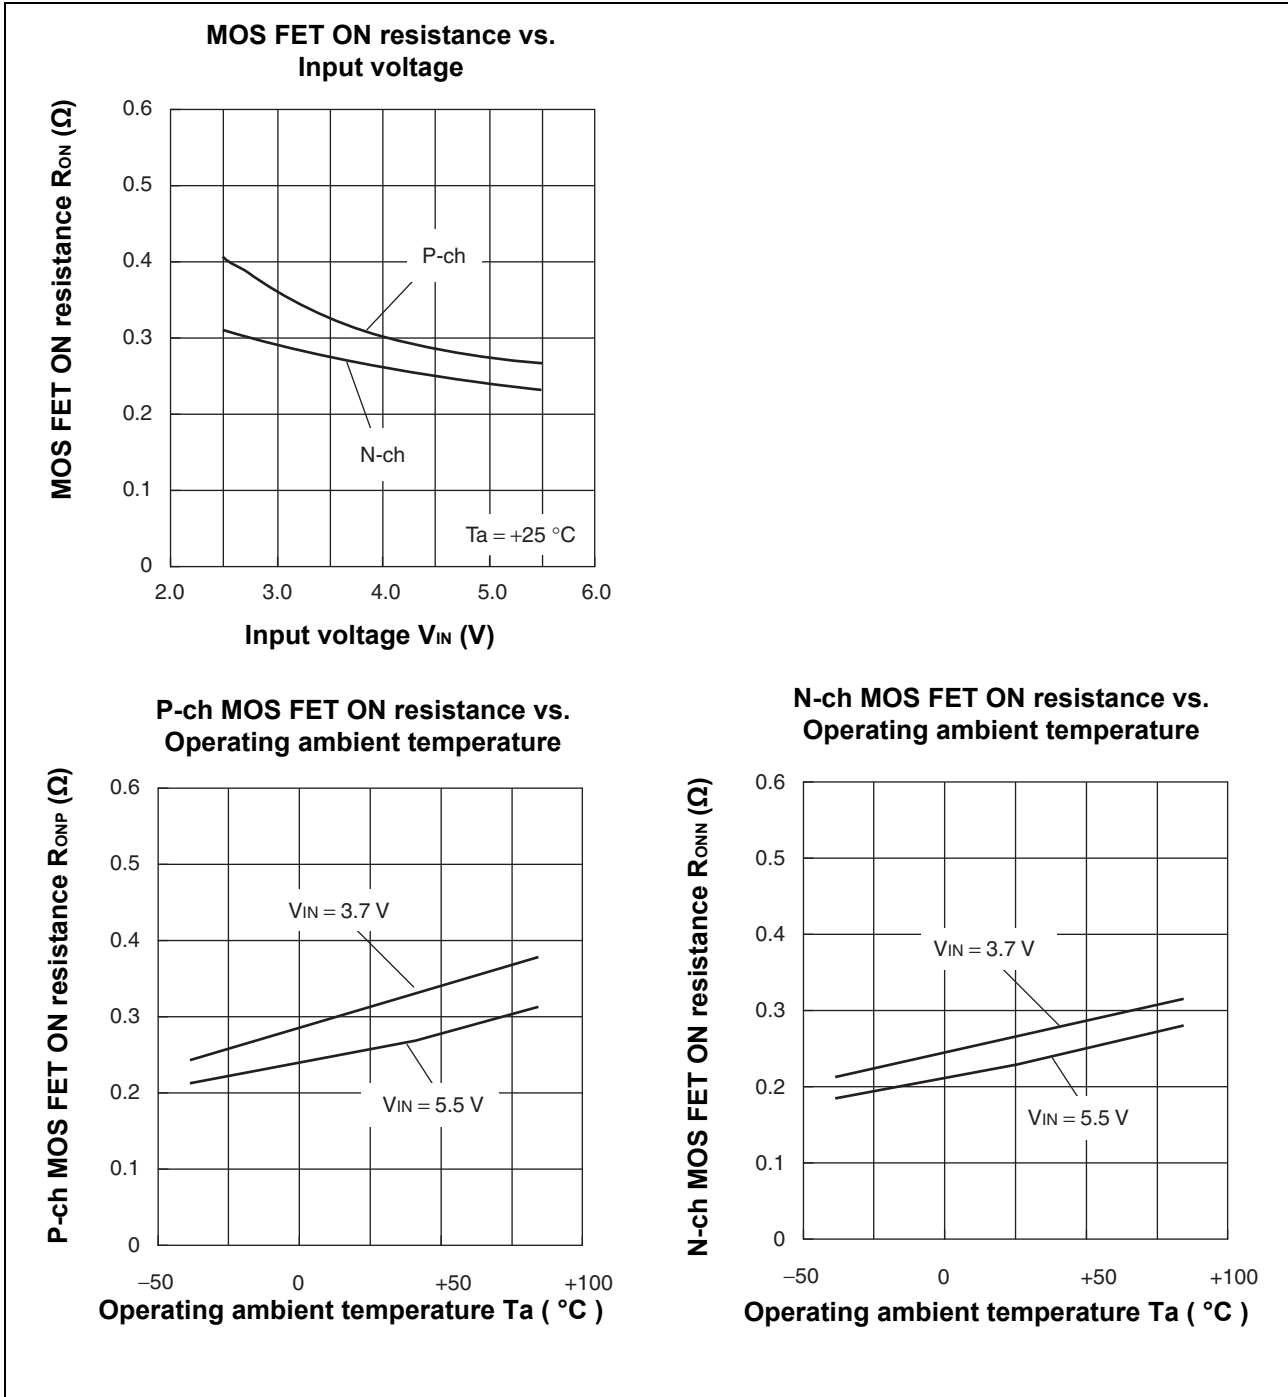 MOS FET ON resistance vs.
Input voltage
MOS FET ON resistance RON (Ω)
0.6
0.5
0.4
0.3
0.2
0.1
0
P-ch
N-ch
Ta = +25 °C
2.0 3.0 4.0 5.0 6.0
Input voltage VIN (V)
P-ch MOS FET ON resistance vs.
Operating ambient temperature
P-ch MOS FET ON resistance RONP (Ω)
0.6
0.5
0.4
0.3
0.2
0.1
0
VIN = 3.7 V
VIN = 5.5 V
−50 0 +50 +100
Operating ambient temperature Ta ( °C )
N-ch MOS FET ON resistance vs.
Operating ambient temperature
N-ch MOS FET ON resistance RONN (Ω)
0.6
0.5
0.4
0.3
0.2
0.1
0
VIN = 3.7 V
VIN = 5.5 V
−50 0 +50 +100
Operating ambient temperature Ta ( °C )